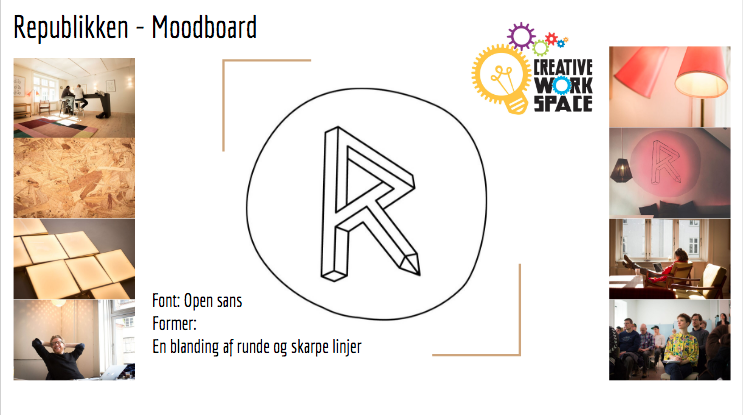 Republikken - Moodboard
CREATIVE
WORK
SPACE
R
R
Font: Open sans
Former:
En blanding af runde og skarpe linjer